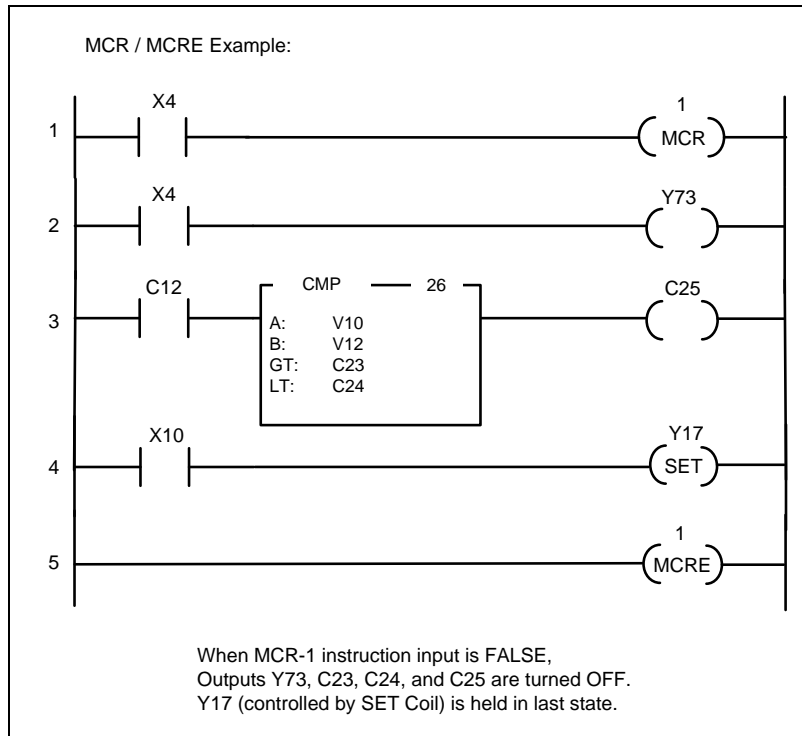 MCR / MCRE Example:
X4
1
1
MCR
X4
Y73
2
C12
CMP
26
C25
3
A: V10
B: V12
GT: C23
LT: C24
X10
Y17
4
SET
1
5
MCRE
When MCR-1 instruction input is FALSE,
Outputs Y73, C23, C24, and C25 are turned OFF.
Y17 (controlled by SET Coil) is held in last state.